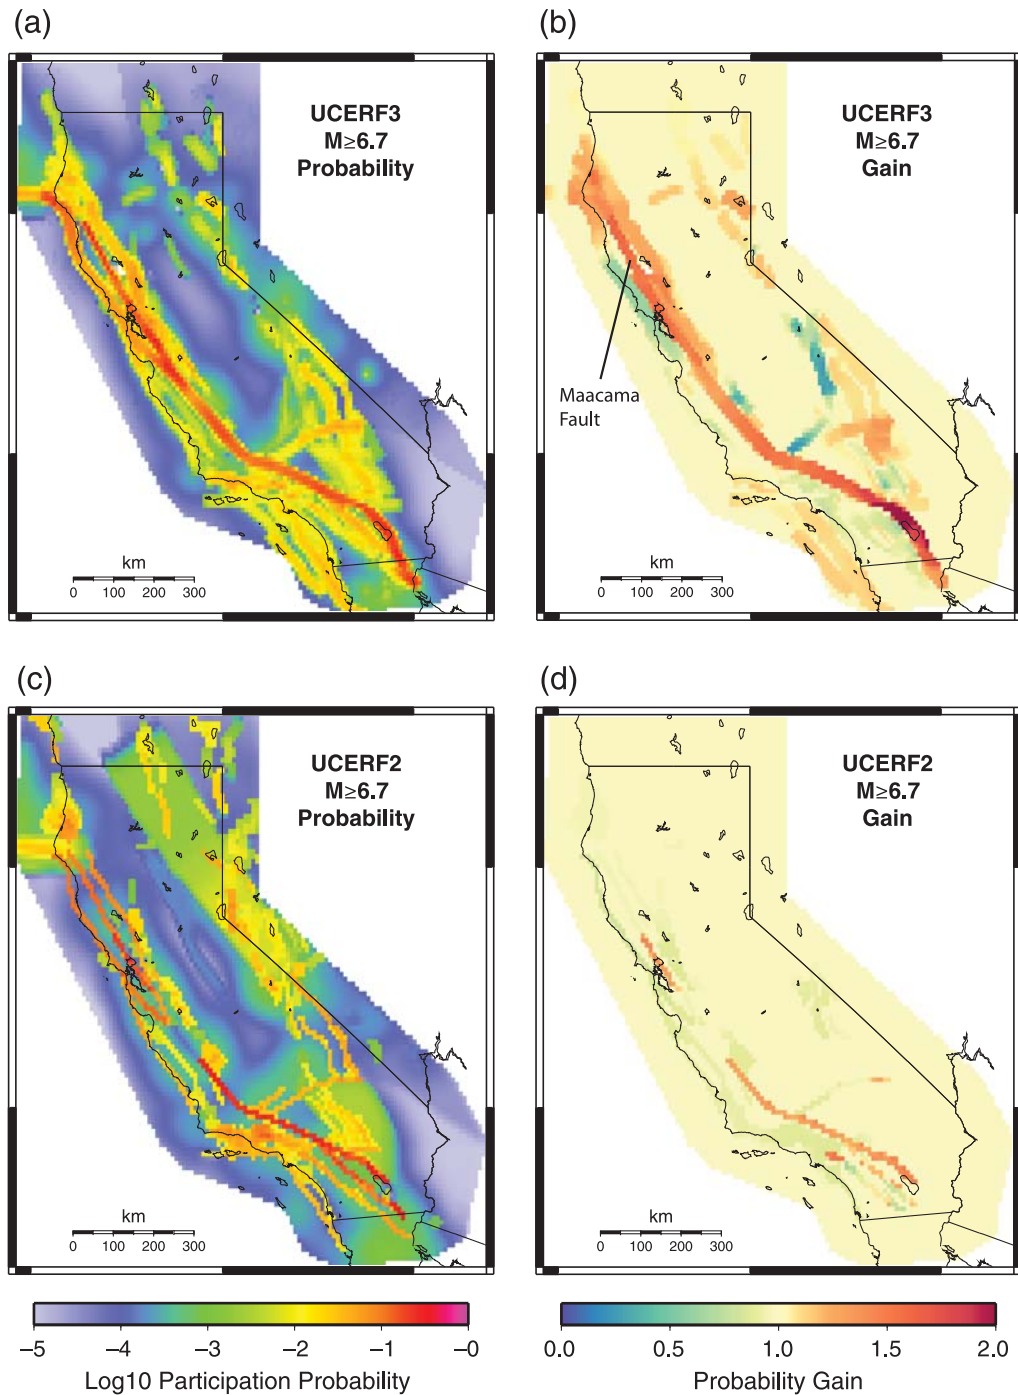 (a)
UCERF3
M≥6.7
Probability
km
0 100 200 300
(b)
UCERF3
M≥6.7
Gain
Maacama
Fault
km
0 100 200 300
(c)
UCERF2
M≥6.7
Probability
km
0 100 200 300
(d)
UCERF2
M≥6.7
Gain
km
0 100 200 300
−5 −4 −3 −2 −1 −0
Log10 Participation Probability
0.0 0.5 1.0 1.5 2.0
Probability Gain